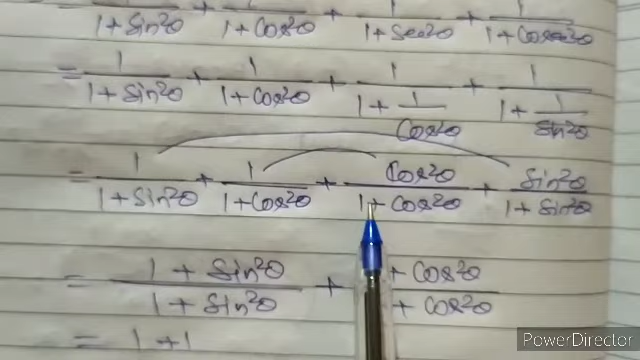 1/(1+Sin²θ) + 1/(1+Cos²θ) + 1/(1+Sec²θ) + 1/(1+Cosec²θ)
= 1/(1+Sin²θ) + 1/(1+Cos²θ) + 1/(1 + 1/Cos²θ) + 1/(1 + 1/Sin²θ)
= 1/(1+Sin²θ) + 1/(1+Cos²θ) + Cos²θ/(1+Cos²θ) + Sin²θ/(1+Sin²θ)
= (1+Sin²θ)/(1+Sin²θ) + (+Cos²θ)/(+Cos²θ)
= 1+1
PowerDirector